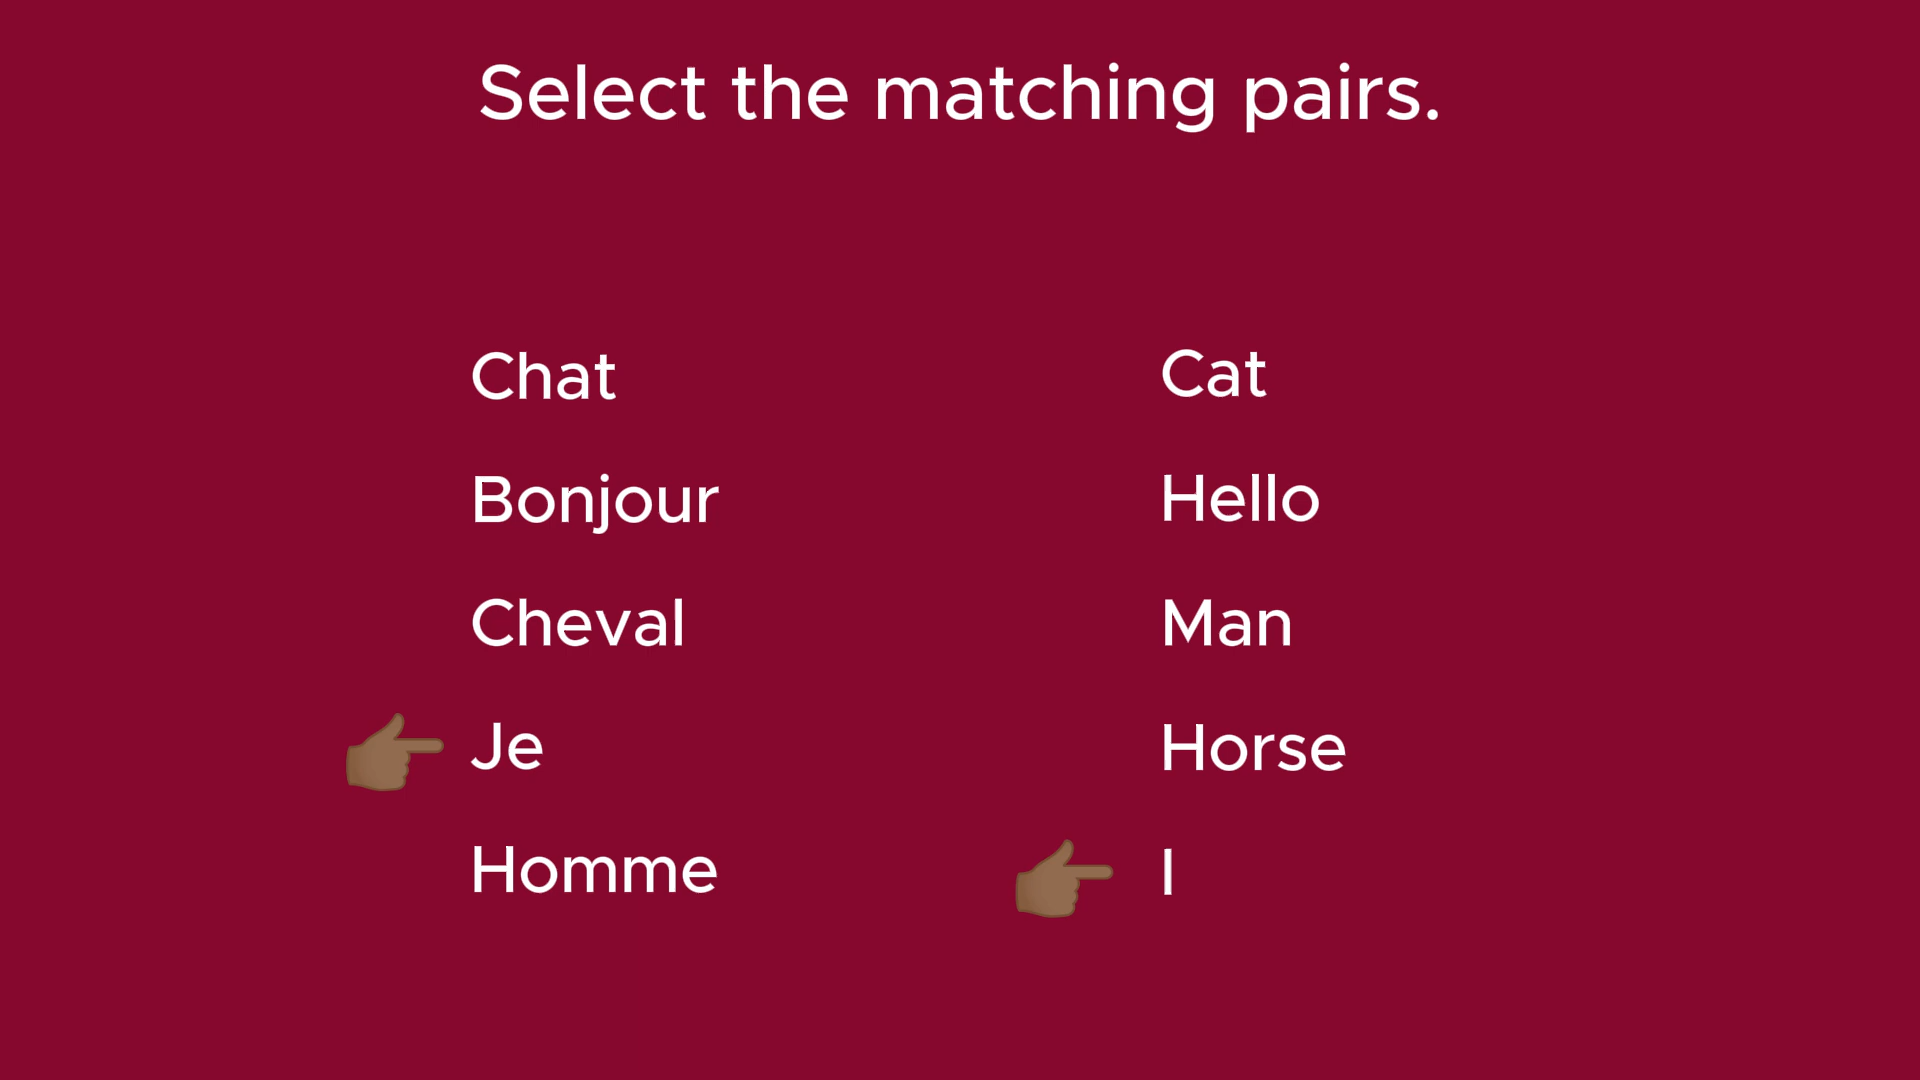 Select the matching pairs.
Chat
Cat
Bonjour
Hello
Cheval
Man
Je
Horse
Homme
I